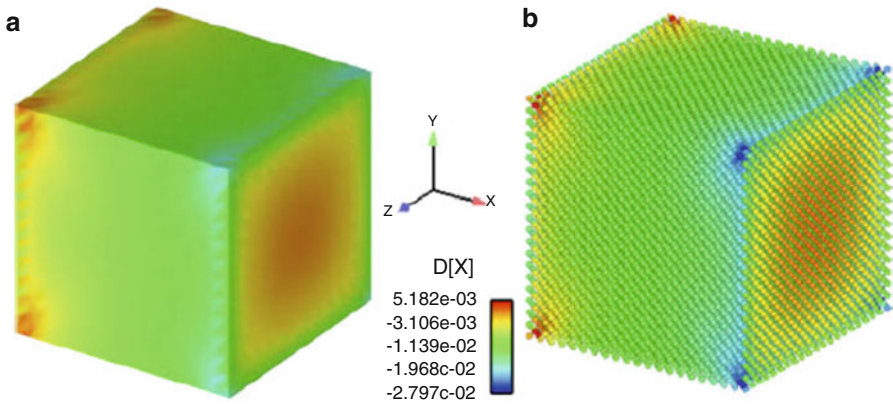 a
b
Y
Z
X
D[X]
5.182e-03
-3.106e-03
-1.139e-02
-1.968c-02
-2.797c-02